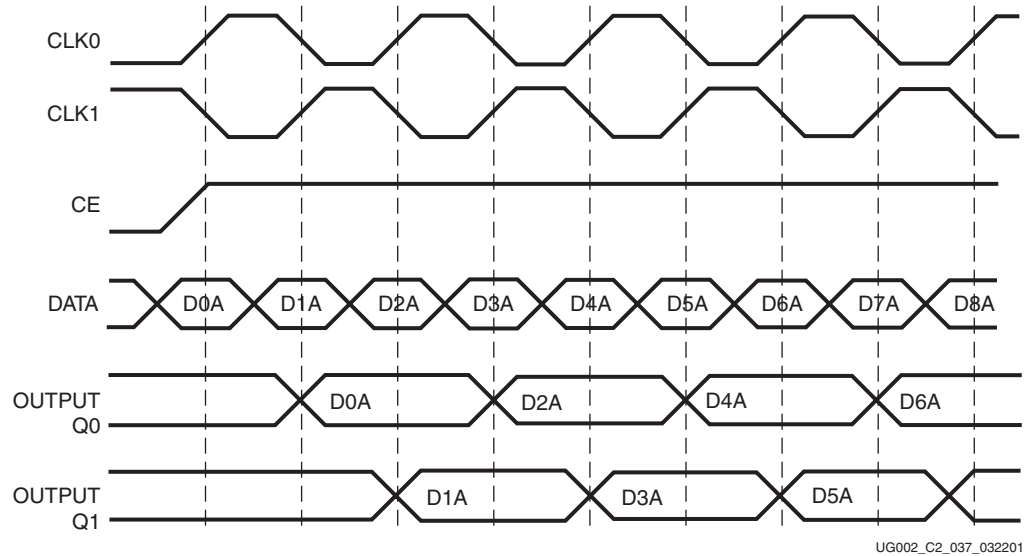 CLK0
CLK1
CE
DATA D0A D1A D2A D3A D4A D5A D6A D7A D8A
OUTPUT
Q0
D0A D2A D4A D6A
OUTPUT
Q1
D1A D3A D5A
UG002_C2_037_032201